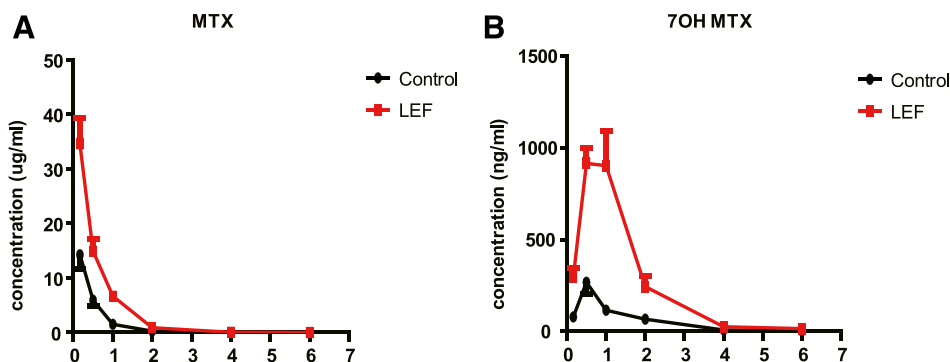 A
MTX
50
40
30
20
10
0
concentration (ug/ml)
0 1 2 3 4 5 6 7
Control
LEF
B
7OH MTX
1500
1000
500
0
concentration (ng/ml)
0 1 2 3 4 5 6 7
Control
LEF